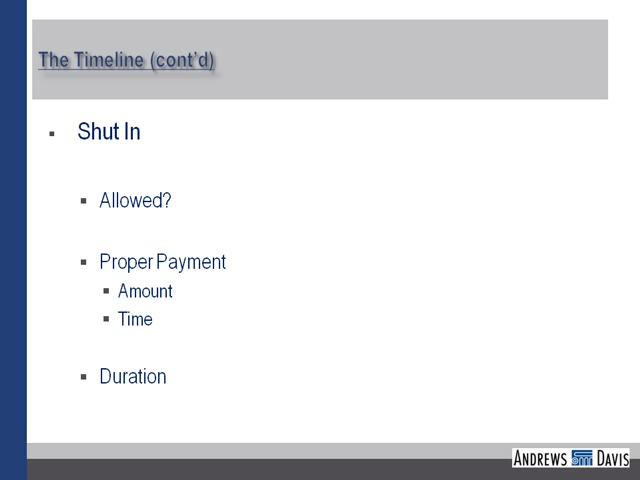 The Timeline (cont'd)
Shut In
Allowed?
Proper Payment
Amount
Time
Duration
ANDREWS DAVIS